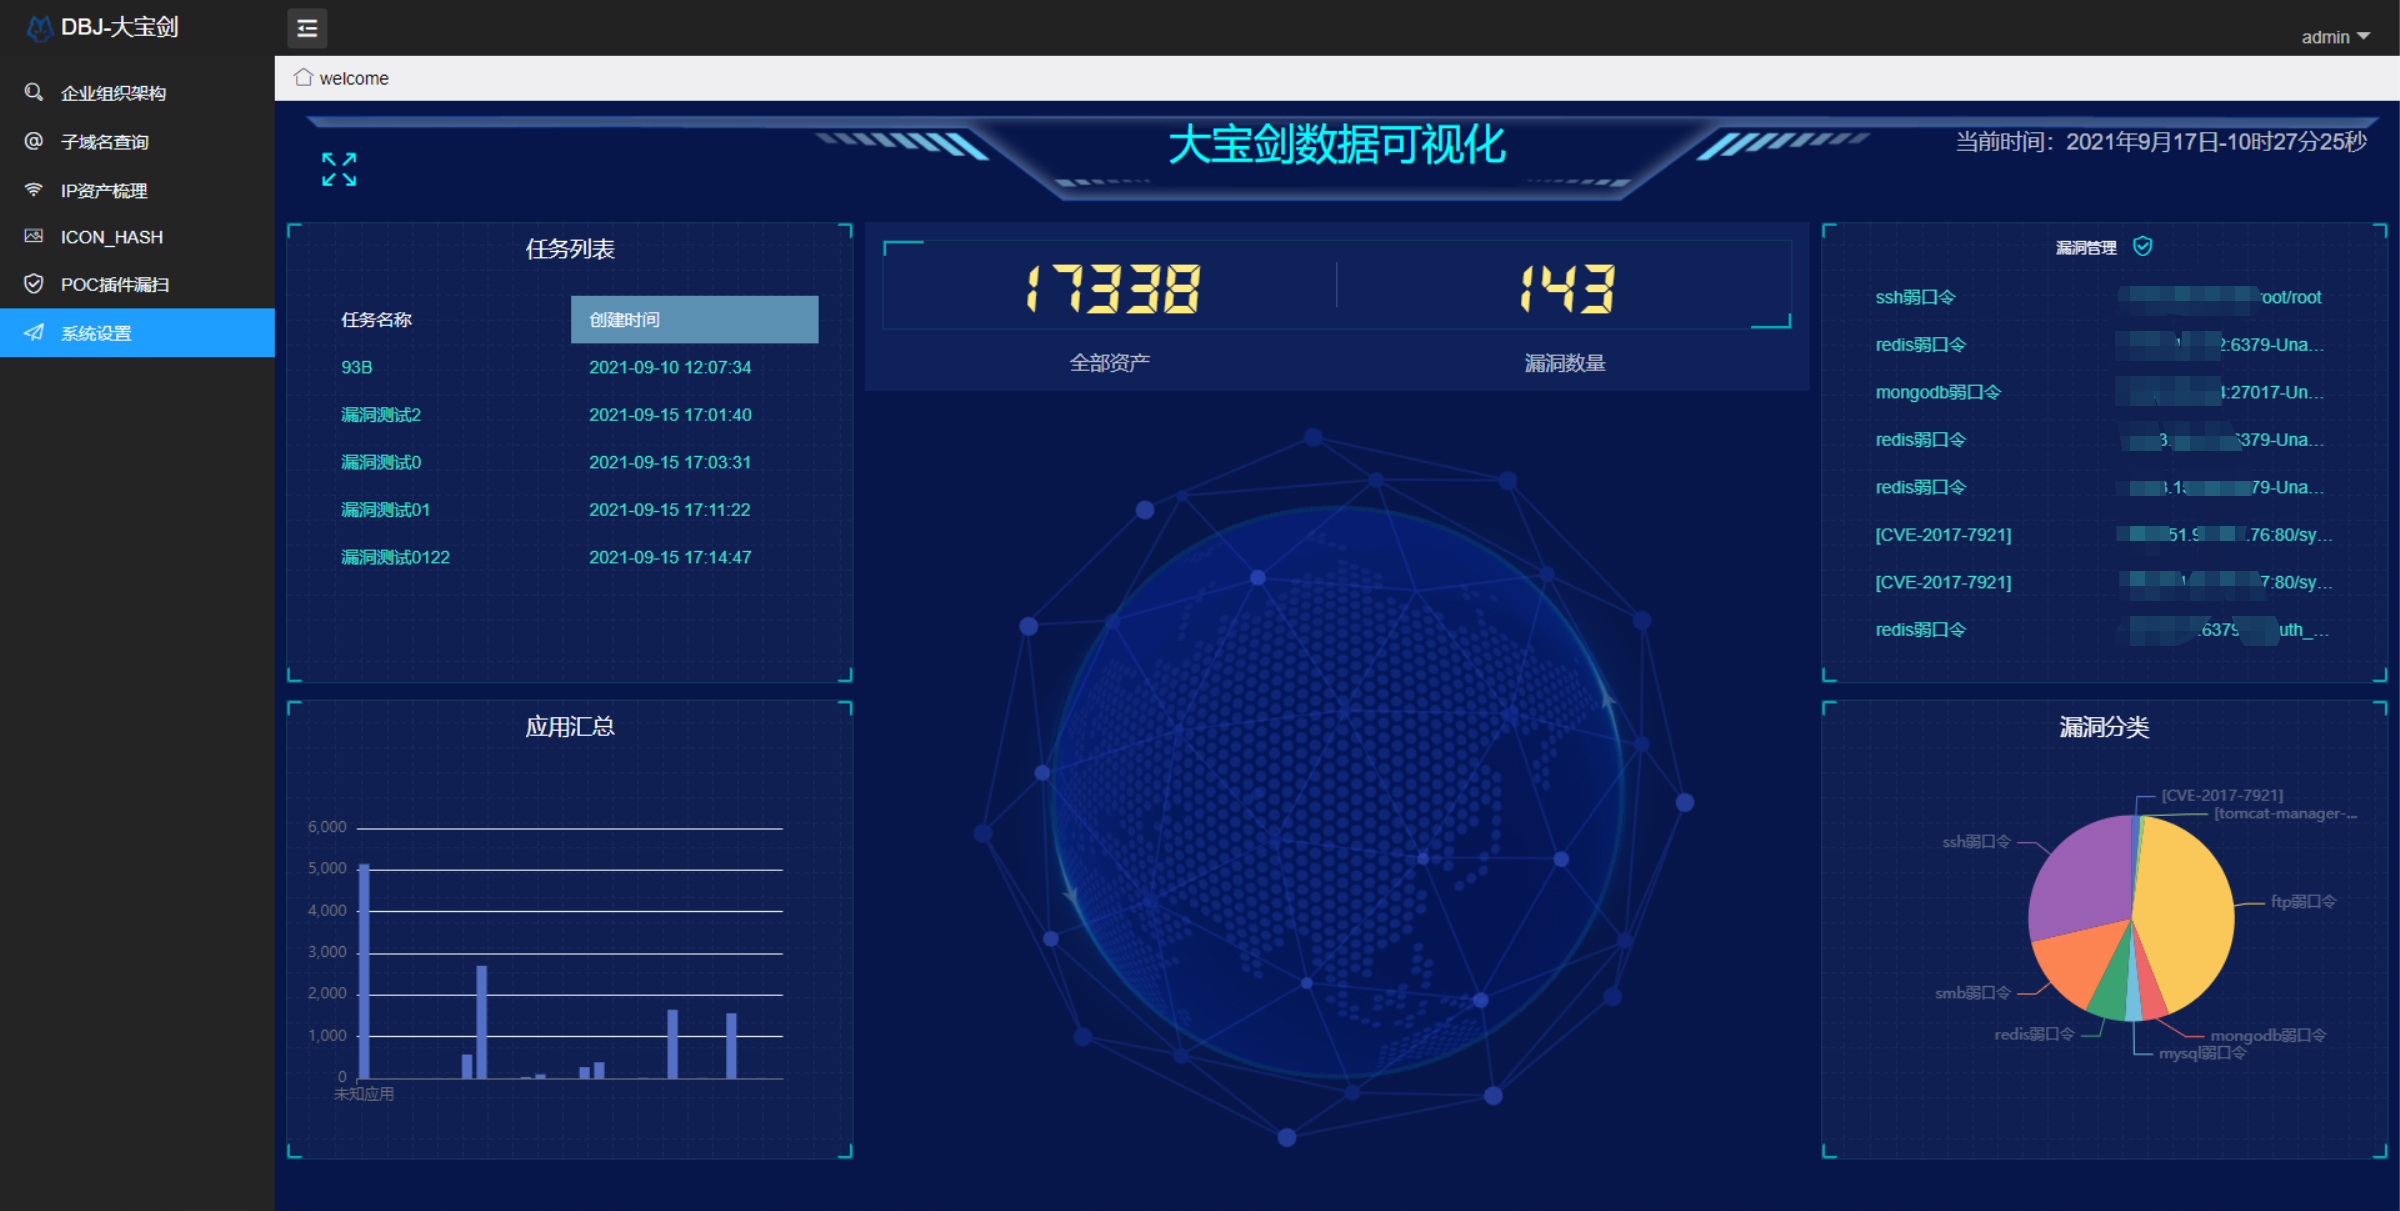 DBJ-大宝剑
admin
企业组织架构
子域名查询
IP资产梳理
ICON_HASH
POC插件漏扫
系统设置
welcome
大宝剑数据可视化
当前时间：2021年9月17日-10时27分25秒
任务列表
任务名称 创建时间
93B 2021-09-10 12:07:34
漏洞测试2 2021-09-15 17:01:40
漏洞测试0 2021-09-15 17:03:31
漏洞测试01 2021-09-15 17:11:22
漏洞测试0122 2021-09-15 17:14:47
17338 143
全部资产 漏洞数量
漏洞管理
ssh弱口令 root/root
redis弱口令 2:6379-Una...
mongodb弱口令 :27017-Un...
redis弱口令 6379-Una...
redis弱口令 79-Una...
[CVE-2017-7921] 51.9 .76:80/sy...
[CVE-2017-7921] 7:80/sy...
redis弱口令 :6379 uth_...
应用汇总
6,000
5,000
4,000
3,000
2,000
1,000
0
未知应用
漏洞分类
[CVE-2017-7921]
[tomcat-manager-...
ssh弱口令
ftp弱口令
smb弱口令
redis弱口令
mongodb弱口令
mysql弱口令